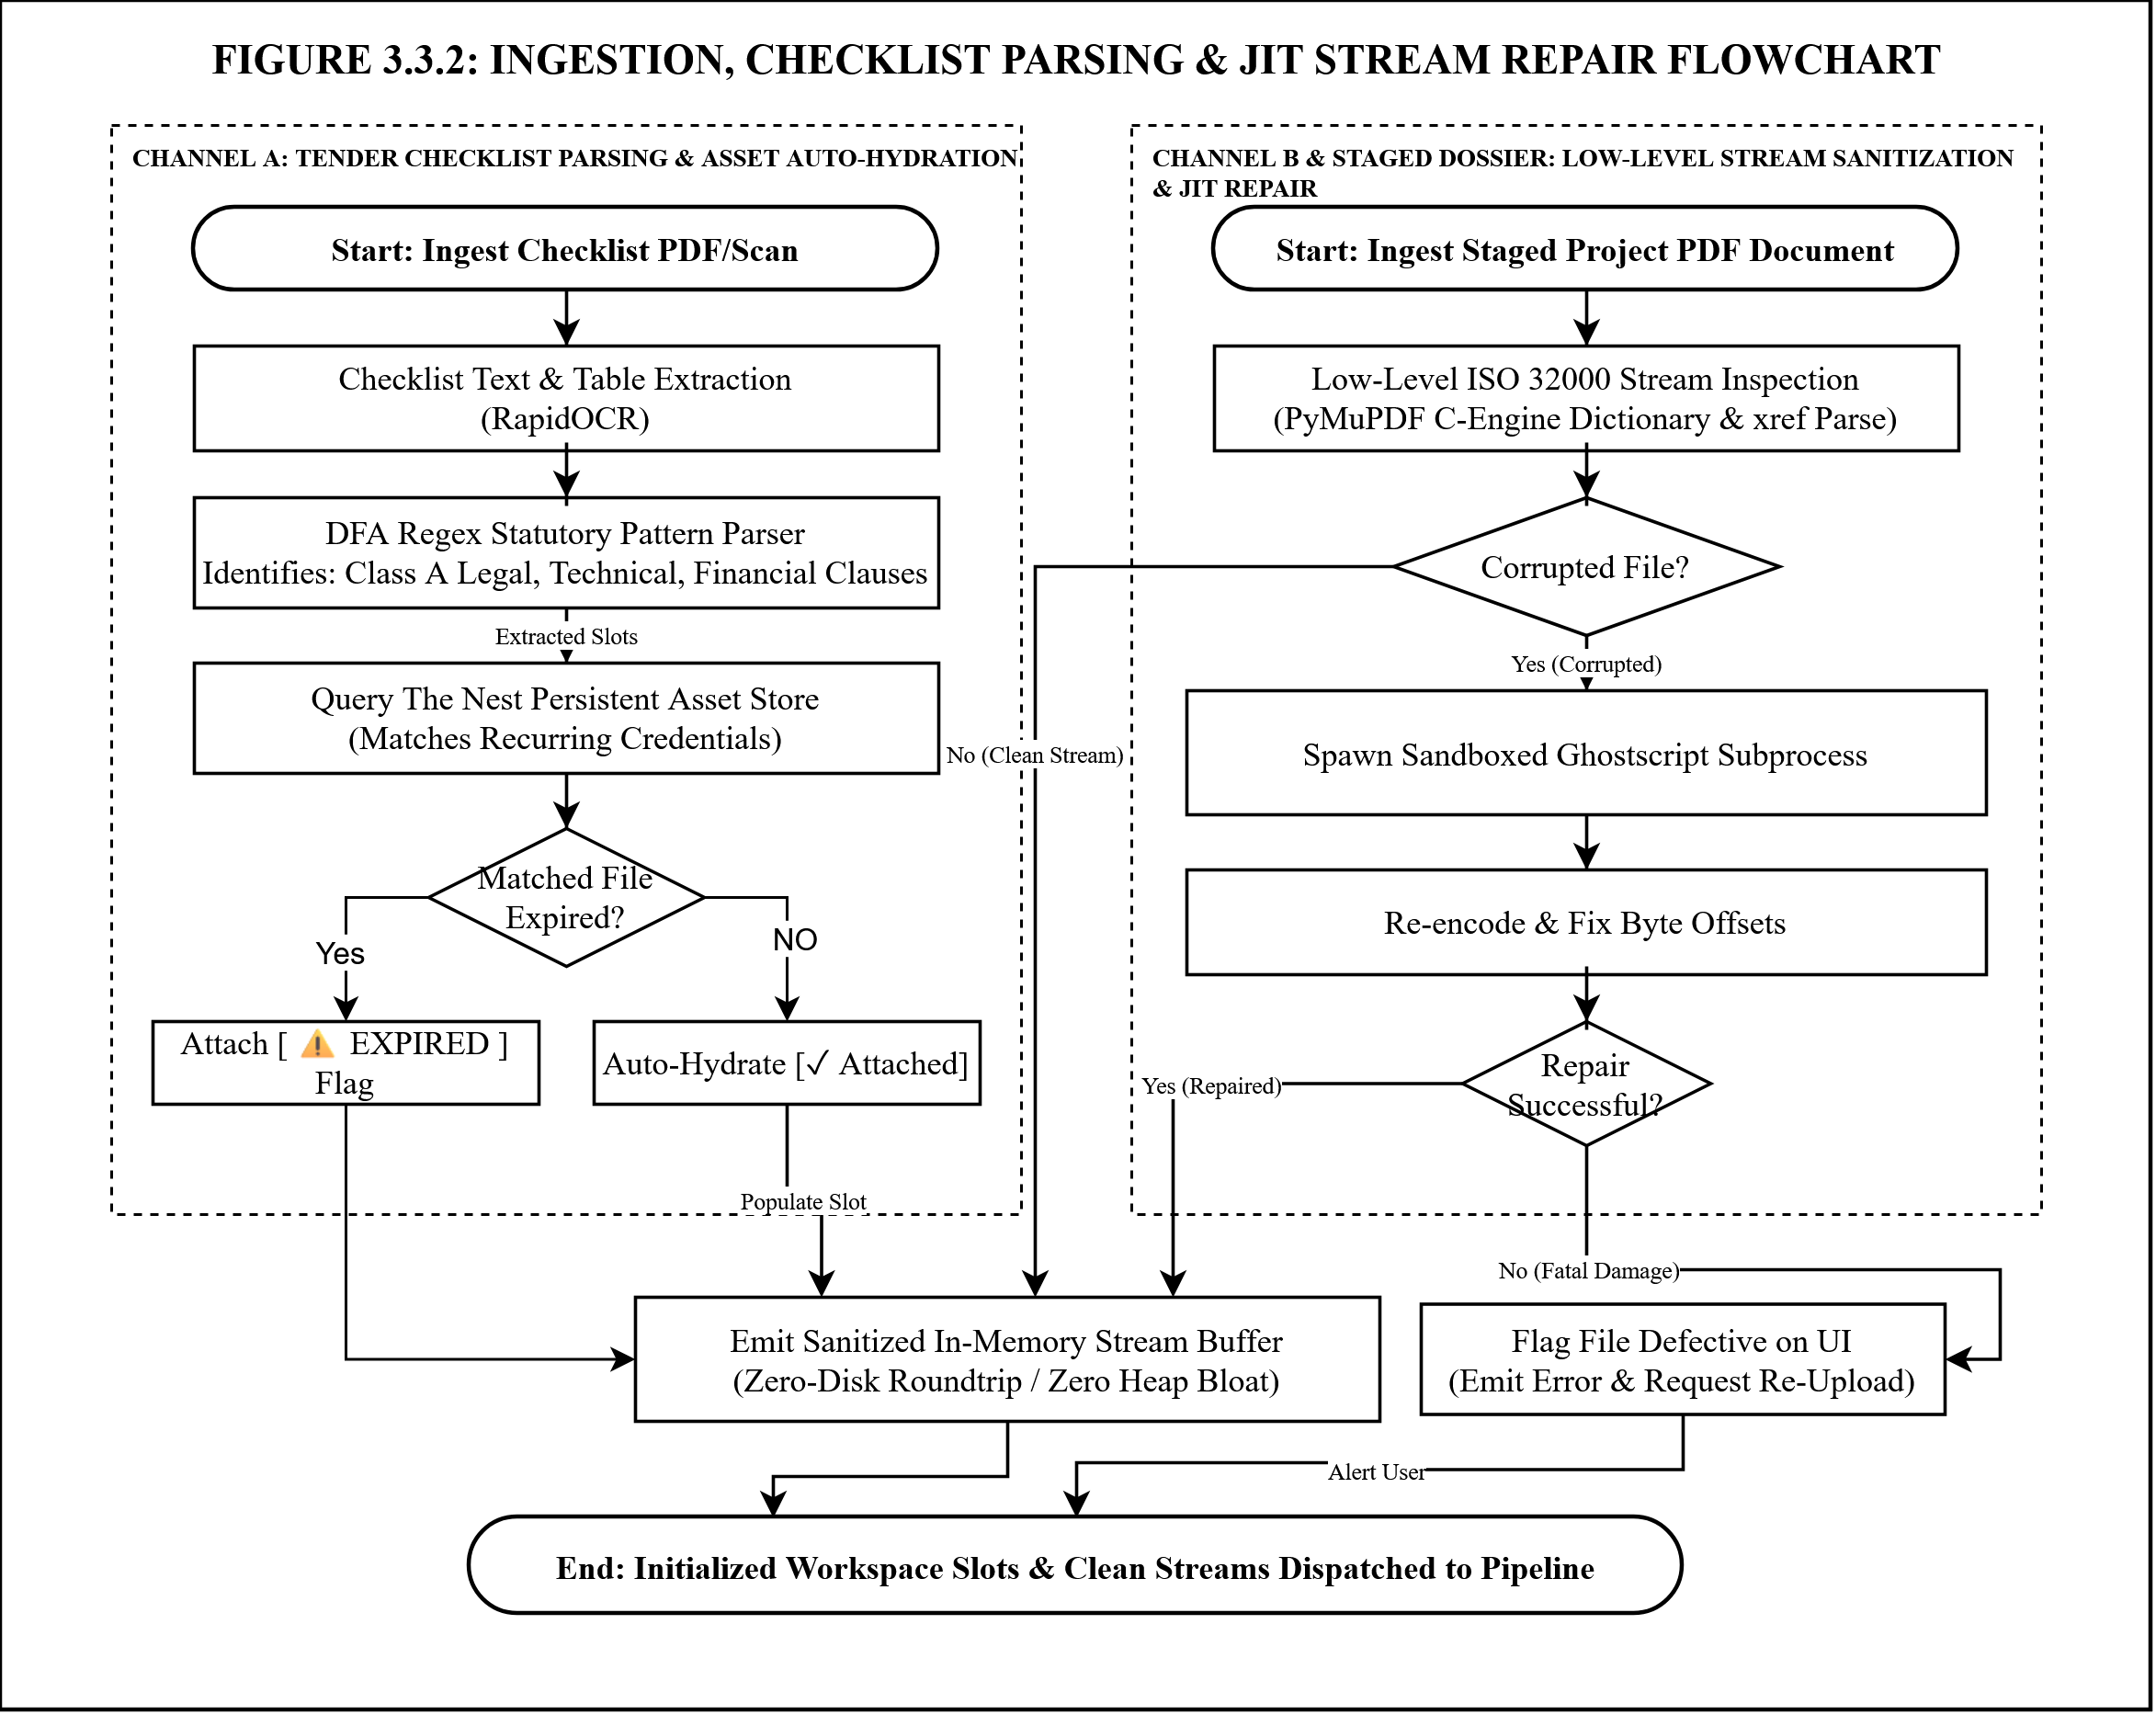 FIGURE 3.3.2: INGESTION, CHECKLIST PARSING & JIT STREAM REPAIR FLOWCHART
CHANNEL A: TENDER CHECKLIST PARSING & ASSET AUTO-HYDRATION
Start: Ingest Checklist PDF/Scan
Checklist Text & Table Extraction
(RapidOCR)
DFA Regex Statutory Pattern Parser
Identifies: Class A Legal, Technical, Financial Clauses
Extracted Slots
Query The Nest Persistent Asset Store
(Matches Recurring Credentials)
Matched File
Expired?
Yes
NO
Attach [ ⚠️ EXPIRED ]
Flag
Auto-Hydrate [✓ Attached]
Populate Slot
CHANNEL B & STAGED DOSSIER: LOW-LEVEL STREAM SANITIZATION
& JIT REPAIR
Start: Ingest Staged Project PDF Document
Low-Level ISO 32000 Stream Inspection
(PyMuPDF C-Engine Dictionary & xref Parse)
Corrupted File?
No (Clean Stream)
Yes (Corrupted)
Spawn Sandboxed Ghostscript Subprocess
Re-encode & Fix Byte Offsets
Repair
Successful?
Yes (Repaired)
No (Fatal Damage)
Emit Sanitized In-Memory Stream Buffer
(Zero-Disk Roundtrip / Zero Heap Bloat)
Flag File Defective on UI
(Emit Error & Request Re-Upload)
Alert User
End: Initialized Workspace Slots & Clean Streams Dispatched to Pipeline